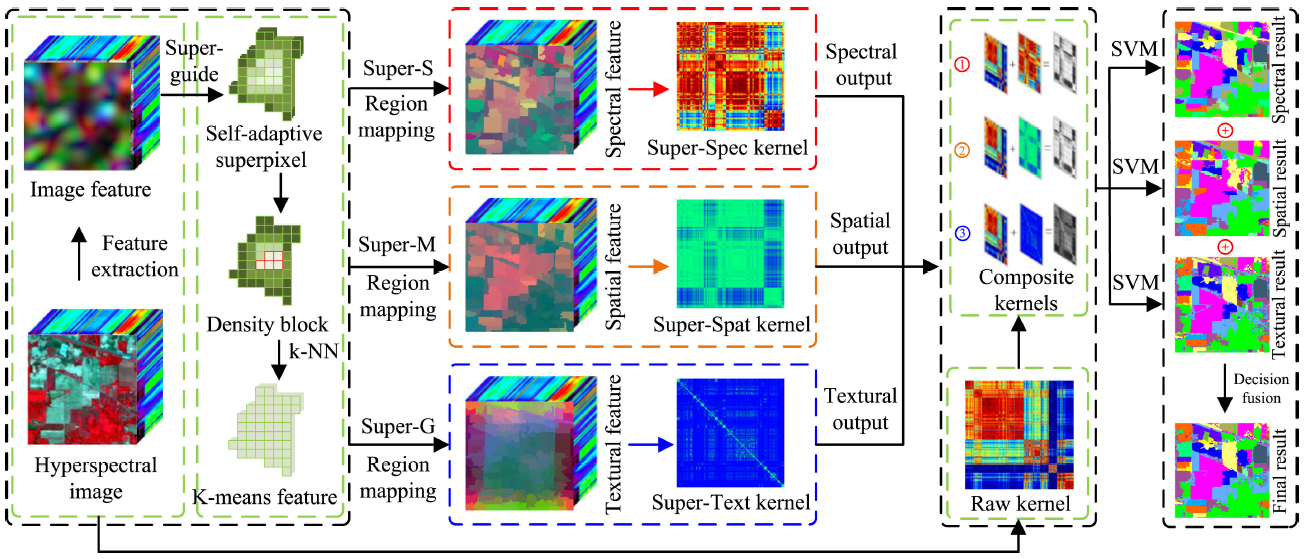 Super-
guide
Image feature
Self-adaptive
superpixel
Feature
extraction
Density block
k-NN
Hyperspectral
image
K-means feature
Super-S
Region
mapping
Spectral feature
Super-Spec kernel
Spectral
output
Super-M
Region
mapping
Spatial feature
Super-Spat kernel
Spatial
output
Super-G
Region
mapping
Textural feature
Super-Text kernel
Textural
output
1
+
=
2
+
=
3
+
=
Composite
kernels
Raw kernel
SVM
SVM
SVM
Spectral result
+
Spatial result
+
Textural result
Decision
fusion
Final result